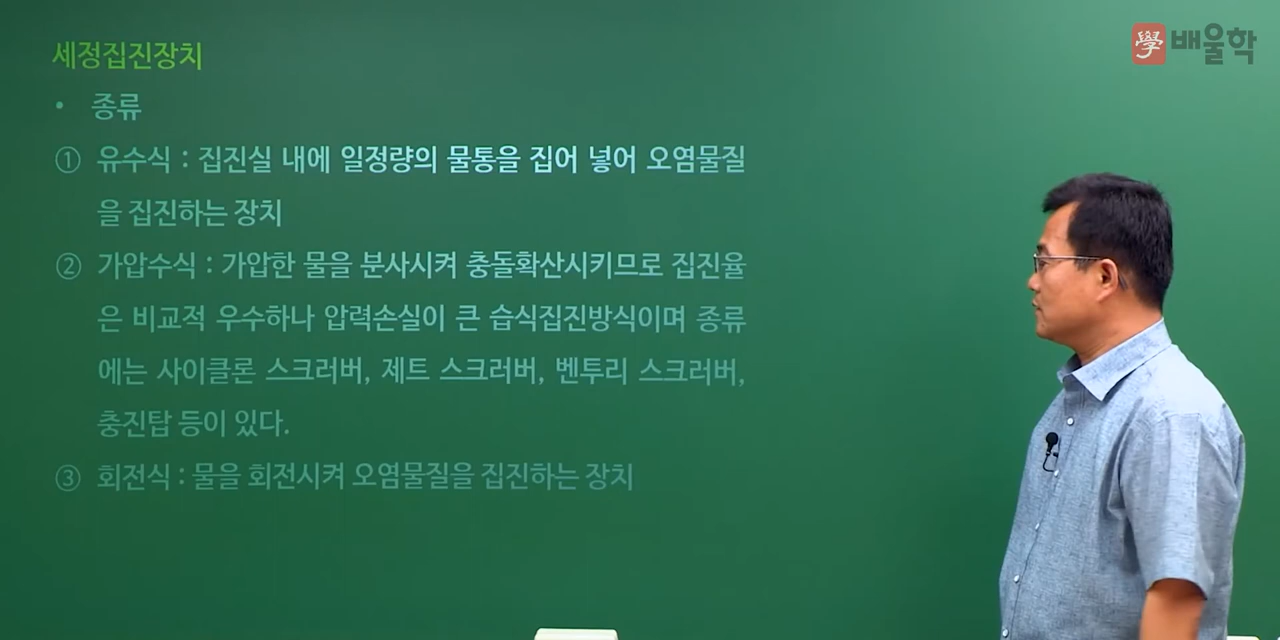 세정집진장치
學 배울학
• 종류
① 유수식 : 집진실 내에 일정량의 물통을 집어 넣어 오염물질
을 집진하는 장치
② 가압수식 : 가압한 물을 분사시켜 충돌확산시키므로 집진율
은 비교적 우수하나 압력손실이 큰 습식집진방식이며 종류
에는 사이클론 스크러버, 제트 스크러버, 벤투리 스크러버,
충진탑 등이 있다.
③ 회전식 : 물을 회전시켜 오염물질을 집진하는 장치